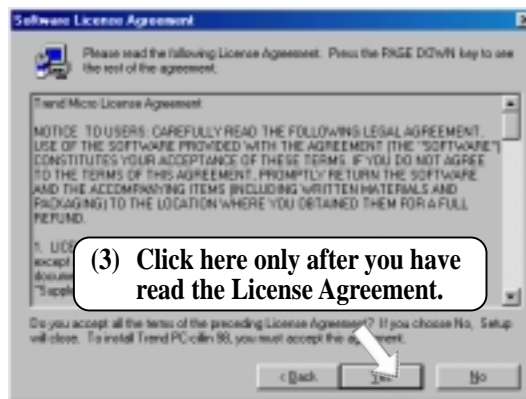 Software License Agreement
Please read the following License Agreement. Press the PAGE DOWN key to see
the rest of the agreement.
Trend Micro License Agreement
NOTICE TO USERS: CAREFULLY READ THE FOLLOWING LEGAL AGREEMENT.
USE OF THE SOFTWARE PROVIDED WITH THE AGREEMENT (THE "SOFTWARE")
CONSTITUTES YOUR ACCEPTANCE OF THESE TERMS. IF YOU DO NOT AGREE
TO THE TERMS OF THIS AGREEMENT, PROMPTLY RETURN THE SOFTWARE
AND THE ACCOMPANYING ITEMS (INCLUDING WRITTEN MATERIALS AND
PACKAGING) TO THE LOCATION WHERE YOU OBTAINED THEM FOR A FULL
REFUND.
1. LICE
except
docume
"Supple
(3) Click here only after you have
read the License Agreement.
Do you accept all the terms of the preceding License Agreement? If you choose No, Setup
will close. To install Trend PC-cillin 98, you must accept this agreement.
< Back Yes No